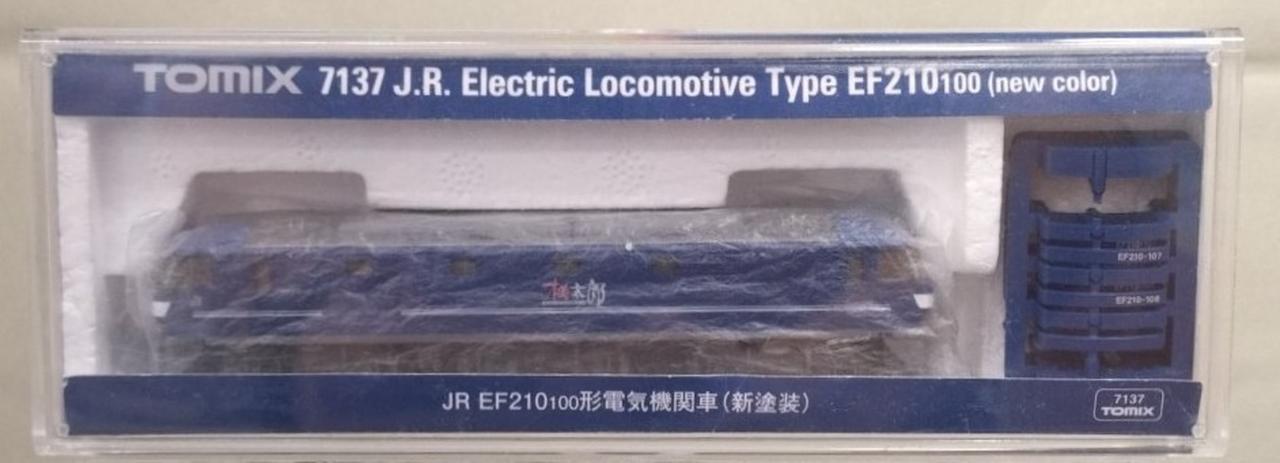 TOMIX 7137 J.R. Electric Locomotive Type EF210100 (new color)
EF210-107
EF210-108
桃太郎
JR EF210100形電気機関車(新塗装)
7137
TOMIX